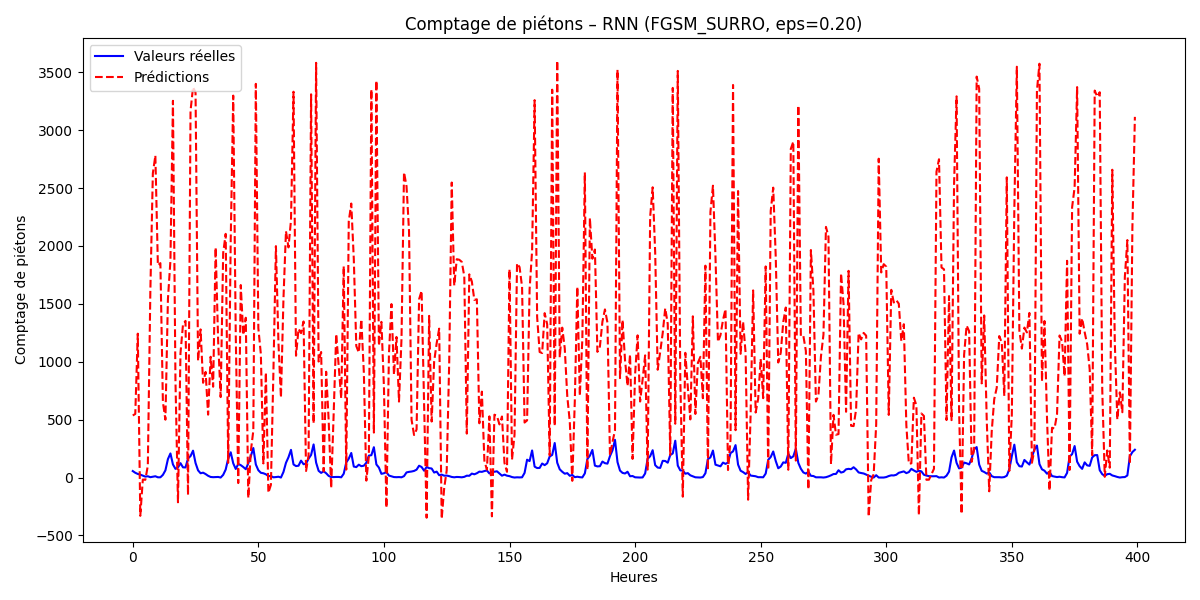 Comptage de piétons – RNN (FGSM_SURRO, eps=0.20)
Valeurs réelles
Prédictions
3500
3000
2500
2000
1500
1000
500
0
−500
Comptage de piétons
0 50 100 150 200 250 300 350 400
Heures